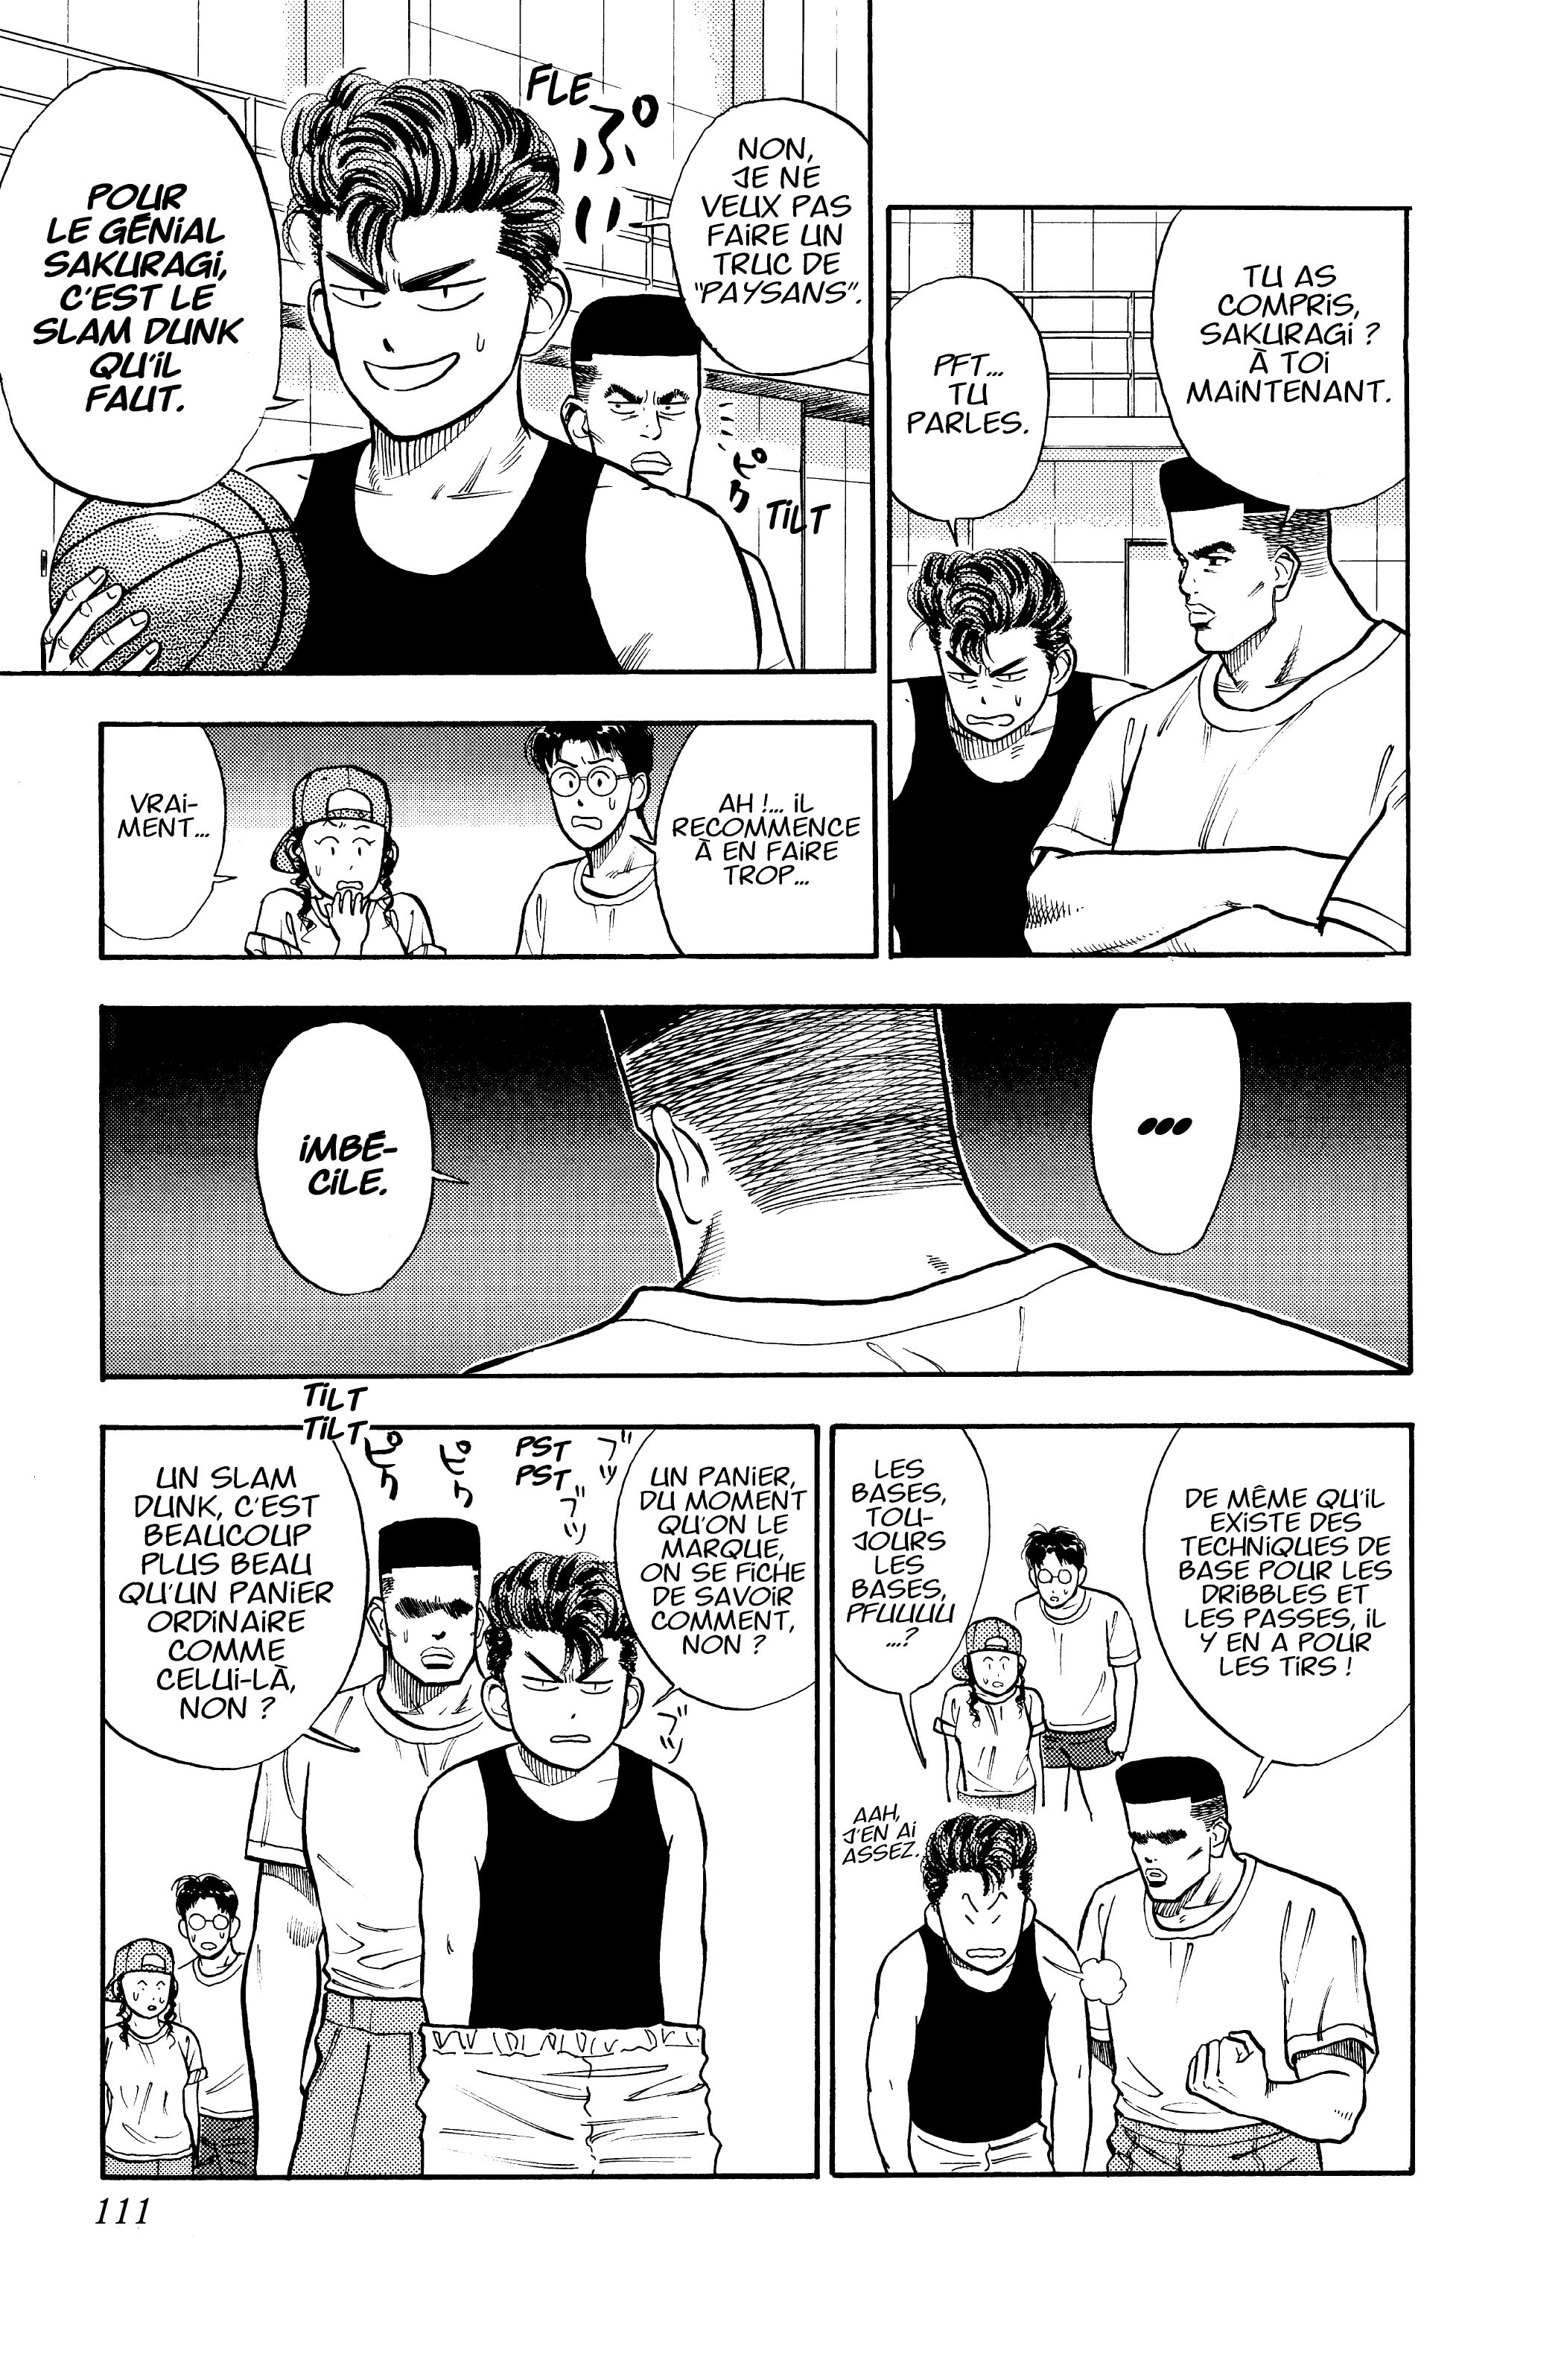 TU AS
COMPRIS,
SAKURAGI ?
À TOI
MAINTENANT.
PFT...
TU
PARLES.
NON,
JE NE
VEUX PAS
FAIRE UN
TRUC DE
"PAYSANS".
FLE
ぷい
POUR
LE GÉNIAL
SAKURAGI,
C'EST LE
SLAM DUNK
QU'IL
FAUT.
ピク
TILT
AH !... IL
RECOMMENCE
À EN FAIRE
TROP...
VRAI-
MENT...
...
IMBÉ-
CILE.
DE MÊME QU'IL
EXISTE DES
TECHNIQUES DE
BASE POUR LES
DRIBBLES ET
LES PASSES, IL
Y EN A POUR
LES TIRS !
LES
BASES,
TOU-
JOURS
LES
BASES,
PFUUUU
...?
AAH,
J'EN AI
ASSEZ.
UN PANIER,
DU MOMENT
QU'ON LE
MARQUE,
ON SE FICHE
DE SAVOIR
COMMENT,
NON ?
ブツ
ブツ
ブツ
PST
PST
ピク
ピク
TILT
TILT
UN SLAM
DUNK, C'EST
BEAUCOUP
PLUS BEAU
QU'UN PANIER
ORDINAIRE
COMME
CELUI-LÀ,
NON ?
111